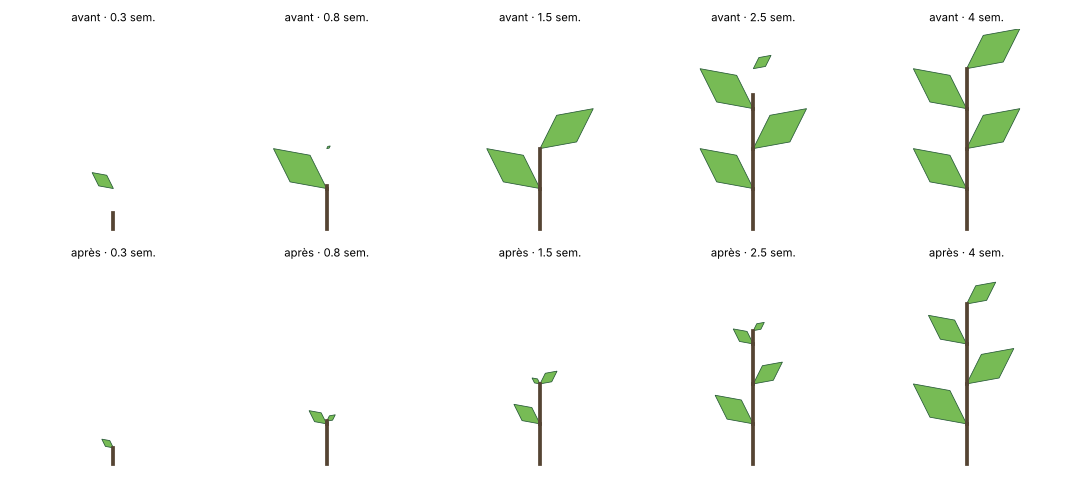 avant · 0.3 sem.
avant · 0.8 sem.
avant · 1.5 sem.
avant · 2.5 sem.
avant · 4 sem.
après · 0.3 sem.
après · 0.8 sem.
après · 1.5 sem.
après · 2.5 sem.
après · 4 sem.